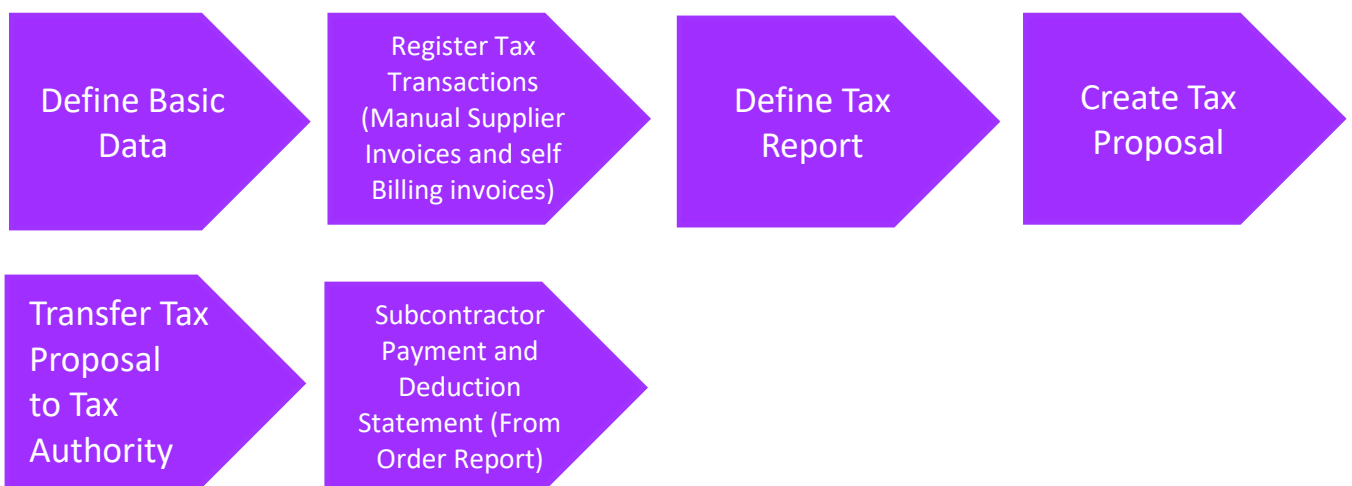 Define Basic
Data
Register Tax
Transactions
(Manual Supplier
Invoices and self
Billing invoices)
Define Tax
Report
Create Tax
Proposal
Transfer Tax
Proposal
to Tax
Authority
Subcontractor
Payment and
Deduction
Statement (From
Order Report)